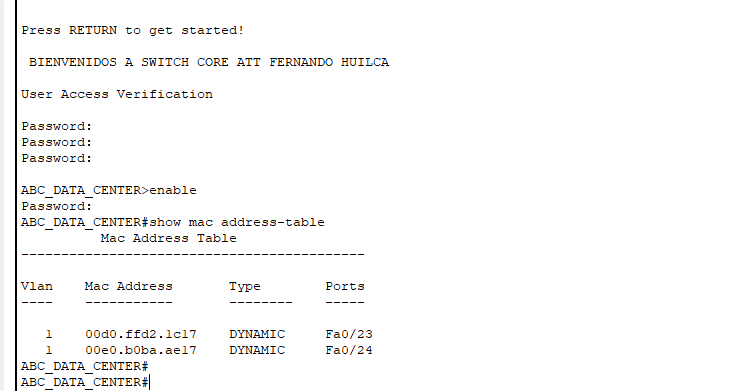 Press RETURN to get started!
BIENVENIDOS A SWITCH CORE ATT FERNANDO HUILCA
User Access Verification
Password:
Password:
Password:
ABC_DATA_CENTER>enable
Password:
ABC_DATA_CENTER#show mac address-table
Mac Address Table
-------------------------------------------
Vlan    Mac Address       Type        Ports
----    -----------       --------    -----
1    00d0.ffd2.1c17    DYNAMIC     Fa0/23
1    00e0.b0ba.ae17    DYNAMIC     Fa0/24
ABC_DATA_CENTER#
ABC_DATA_CENTER#